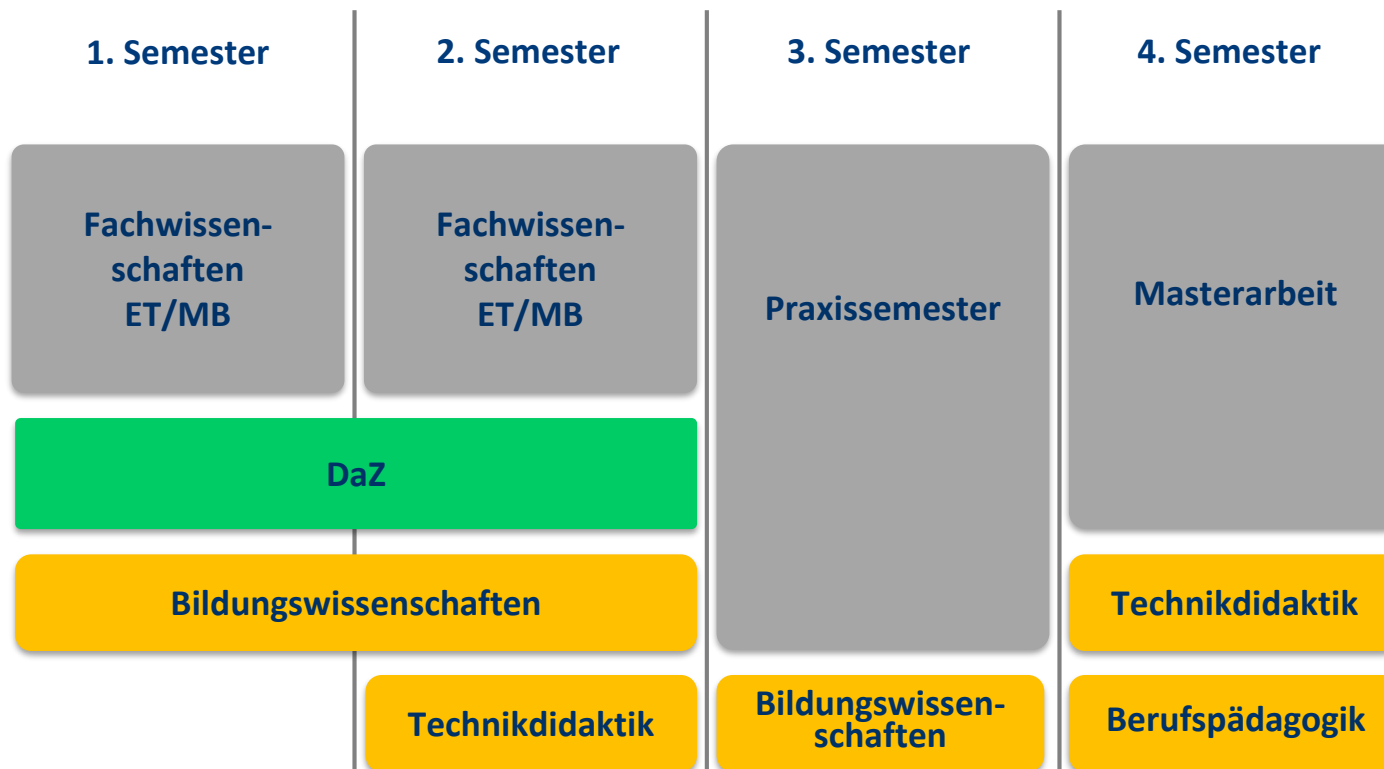 1. Semester
2. Semester
3. Semester
4. Semester
Fachwissen-
schaften
ET/MB
Fachwissen-
schaften
ET/MB
Praxissemester
Masterarbeit
DaZ
Bildungswissenschaften
Technikdidaktik
Technikdidaktik
Bildungswissen-
schaften
Berufspädagogik